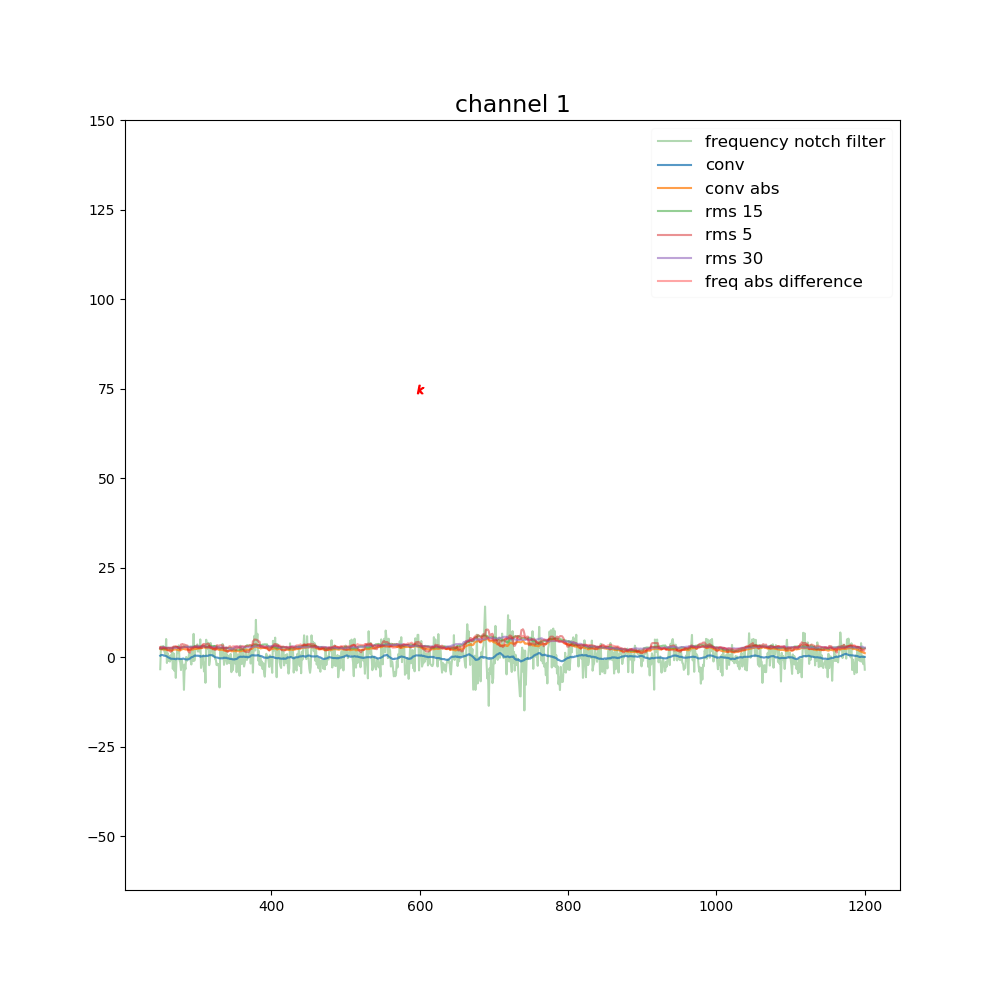 channel 1
150
125
100
75
50
25
0
−25
−50
frequency notch filter
conv
conv abs
rms 15
rms 5
rms 30
freq abs difference
k
400
600
800
1000
1200